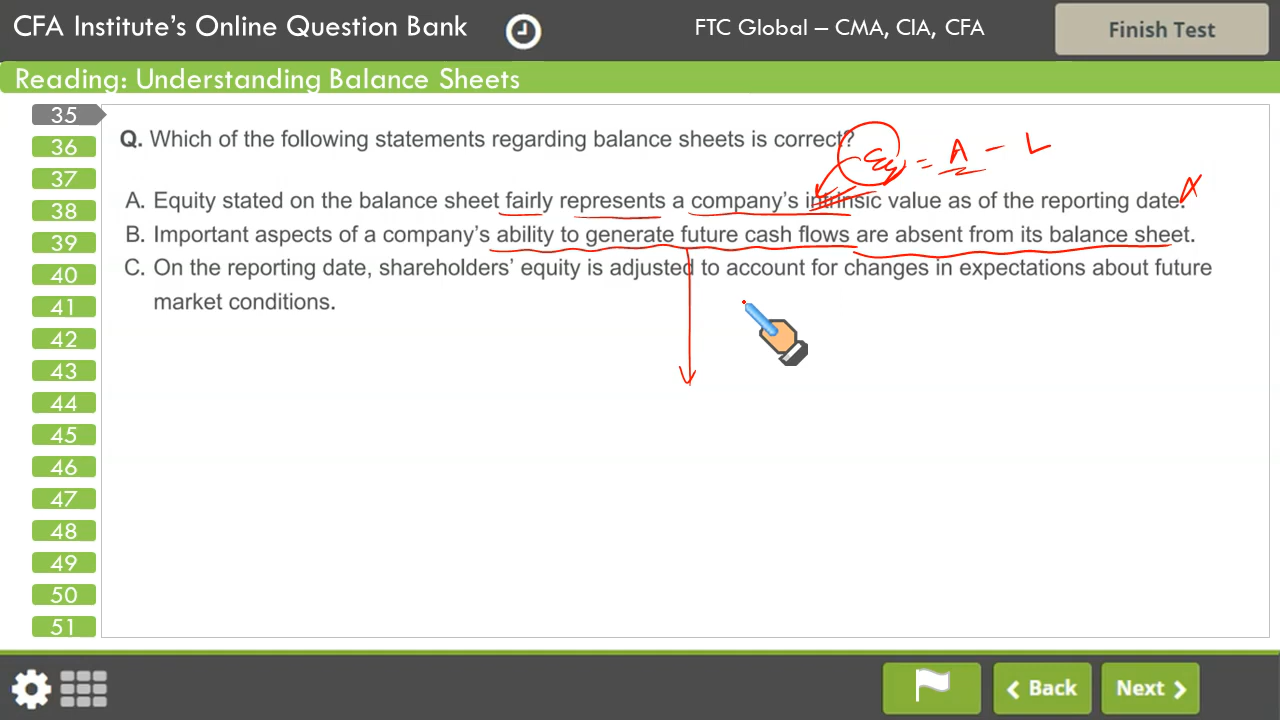 CFA Institute's Online Question Bank
FTC Global – CMA, CIA, CFA
Finish Test
Reading: Understanding Balance Sheets
35
36
37
38
39
40
41
42
43
44
45
46
47
48
49
50
51
Q. Which of the following statements regarding balance sheets is correct?
Eq = A - L
A. Equity stated on the balance sheet fairly represents a company's intrinsic value as of the reporting date.
B. Important aspects of a company's ability to generate future cash flows are absent from its balance sheet.
C. On the reporting date, shareholders' equity is adjusted to account for changes in expectations about future
market conditions.
Back
Next